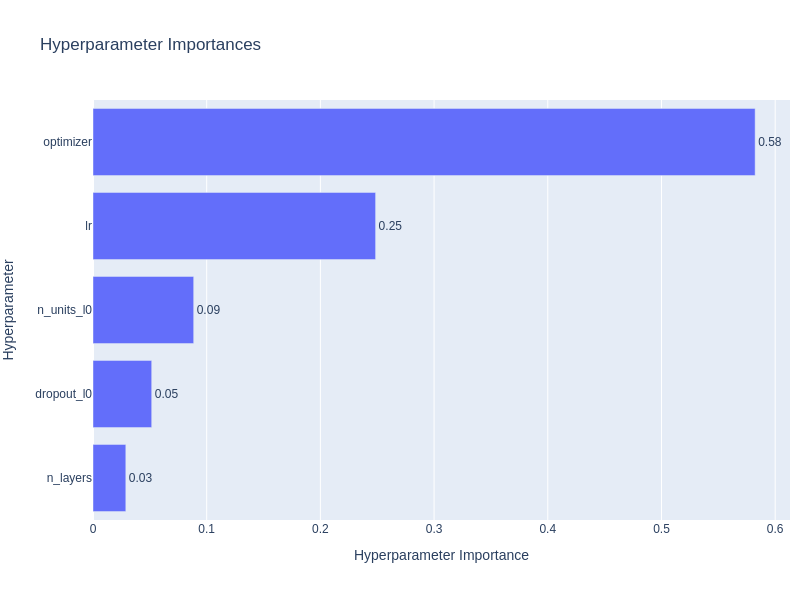 Hyperparameter Importances
Hyperparameter
optimizer
0.58
lr
0.25
n_units_l0
0.09
dropout_l0
0.05
n_layers
0.03
0
0.1
0.2
0.3
0.4
0.5
0.6
Hyperparameter Importance